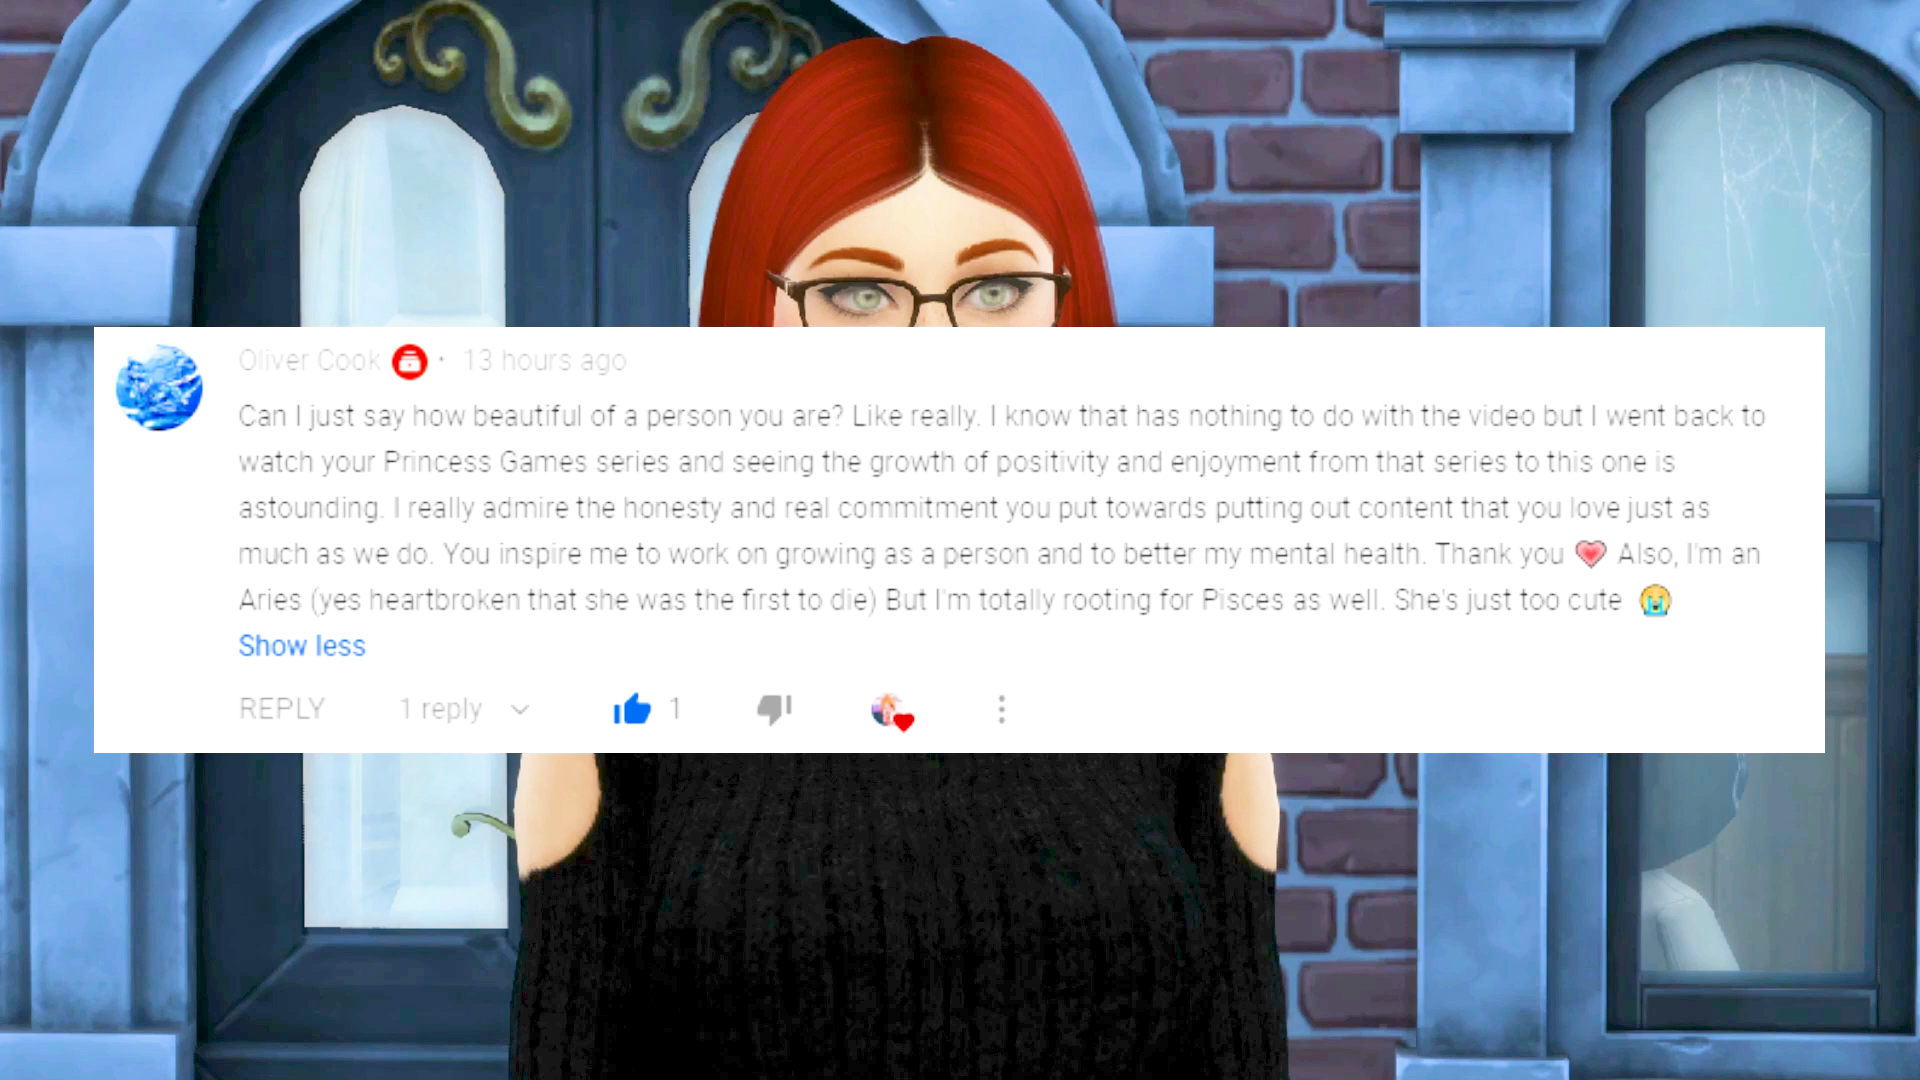 Oliver Cook · 13 hours ago
Can I just say how beautiful of a person you are? Like really. I know that has nothing to do with the video but I went back to
watch your Princess Games series and seeing the growth of positivity and enjoyment from that series to this one is
astounding. I really admire the honesty and real commitment you put towards putting out content that you love just as
much as we do. You inspire me to work on growing as a person and to better my mental health. Thank you 💗 Also, I'm an
Aries (yes heartbroken that she was the first to die) But I'm totally rooting for Pisces as well. She's just too cute 😭
Show less
REPLY 1 reply 1